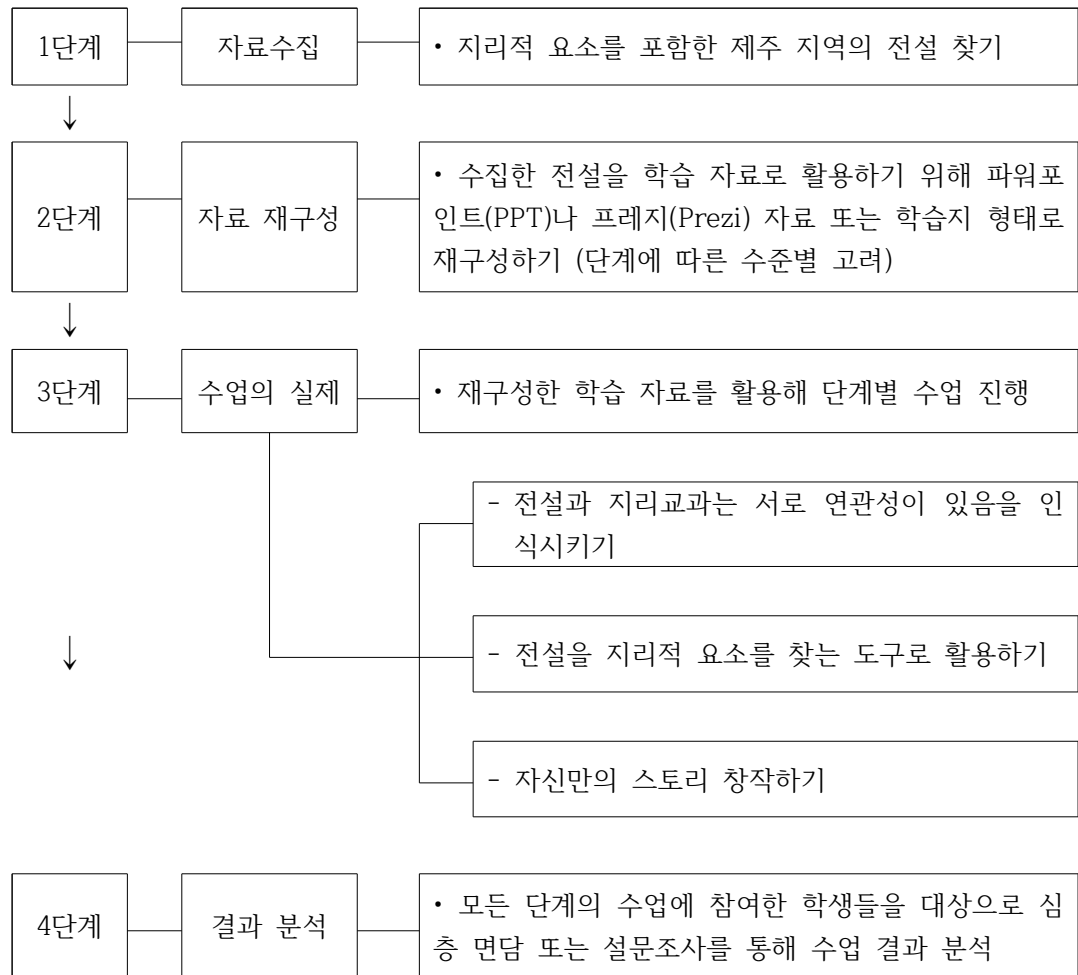 1단계
자료수집
• 지리적 요소를 포함한 제주 지역의 전설 찾기
↓
2단계
자료 재구성
• 수집한 전설을 학습 자료로 활용하기 위해 파워포
인트(PPT)나 프레지(Prezi) 자료 또는 학습지 형태로
재구성하기 (단계에 따른 수준별 고려)
↓
3단계
수업의 실제
• 재구성한 학습 자료를 활용해 단계별 수업 진행
- 전설과 지리교과는 서로 연관성이 있음을 인
식시키기
↓
- 전설을 지리적 요소를 찾는 도구로 활용하기
- 자신만의 스토리 창작하기
4단계
결과 분석
• 모든 단계의 수업에 참여한 학생들을 대상으로 심
층 면담 또는 설문조사를 통해 수업 결과 분석